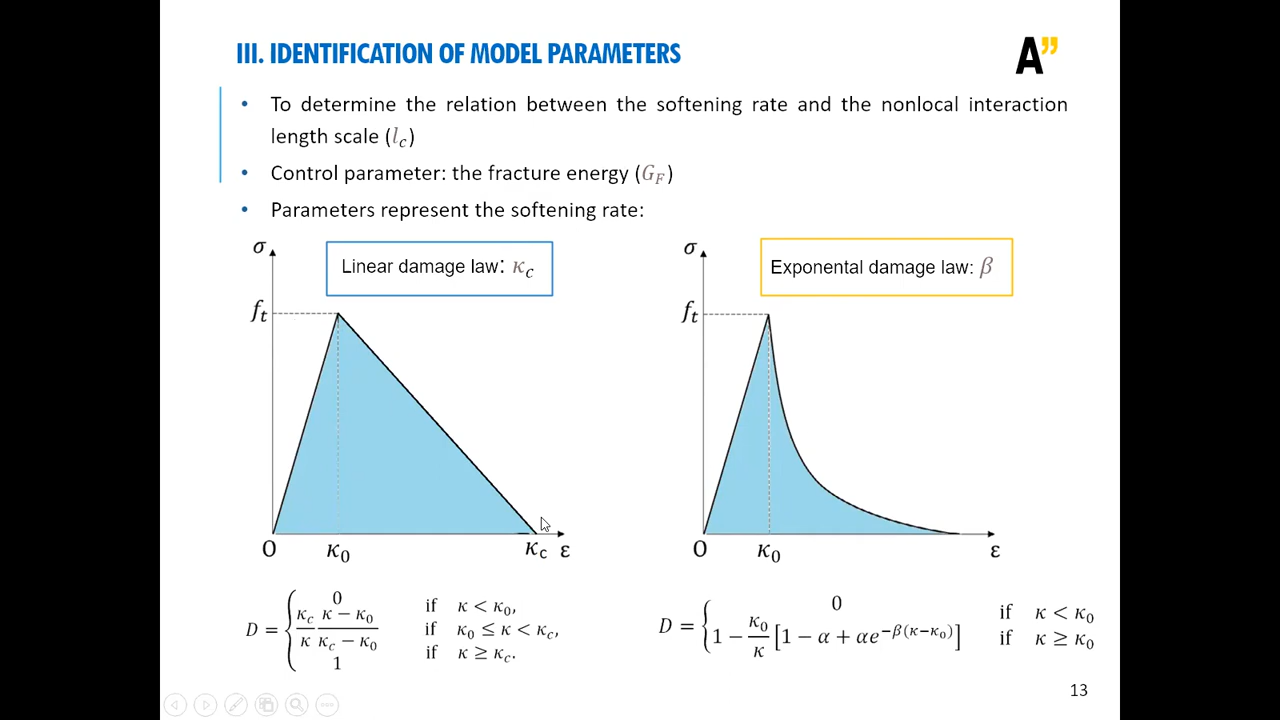 III. IDENTIFICATION OF MODEL PARAMETERS
A”
• To determine the relation between the softening rate and the nonlocal interaction
length scale (l_c)
• Control parameter: the fracture energy (G_F)
• Parameters represent the softening rate:
σ
Linear damage law: κ_c
f_t
O κ_0 κ_c ε
σ
Exponental damage law: β
f_t
O κ_0 ε
D = { 0 if κ < κ_0,
κ_c/κ (κ − κ_0)/(κ_c − κ_0) if κ_0 ≤ κ < κ_c,
1 if κ ≥ κ_c.
D = { 0 if κ < κ_0
1 − κ_0/κ [1 − α + αe^{−β(κ−κ_0)}] if κ ≥ κ_0
13